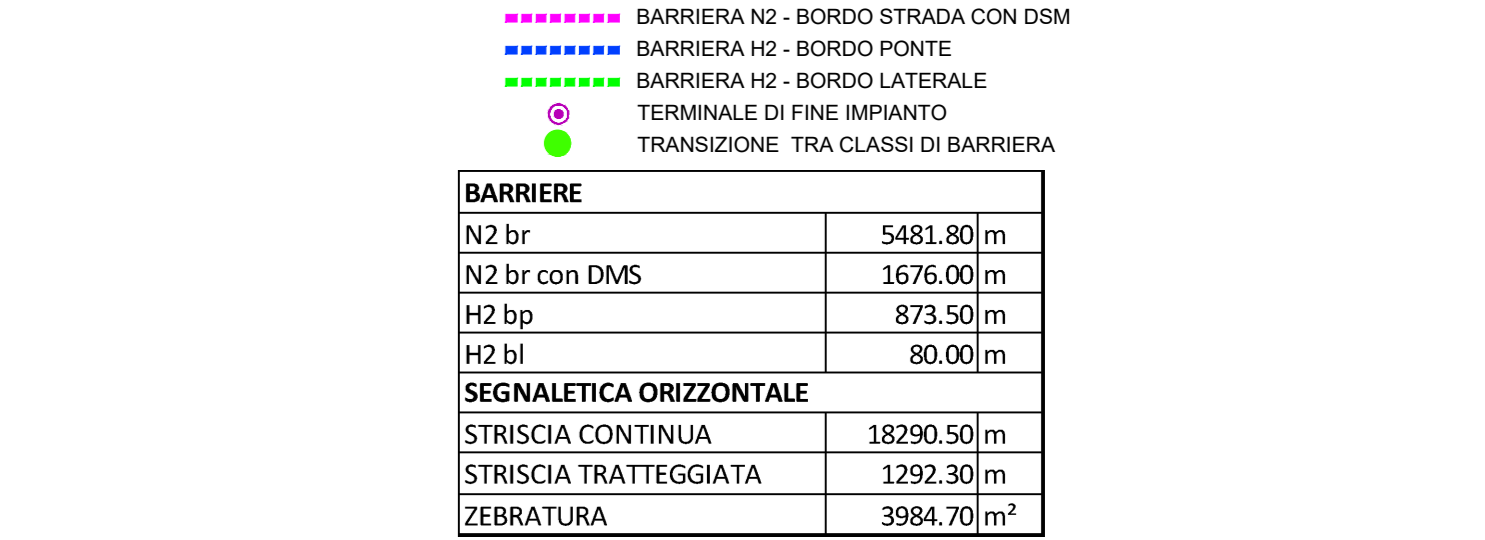 BARRIERA N2 - BORDO STRADA CON DSM
BARRIERA H2 - BORDO PONTE
BARRIERA H2 - BORDO LATERALE
TERMINALE DI FINE IMPIANTO
TRANSIZIONE TRA CLASSI DI BARRIERA
BARRIERE
N2 br 5481.80 m
N2 br con DMS 1676.00 m
H2 bp 873.50 m
H2 bl 80.00 m
SEGNALETICA ORIZZONTALE
STRISCIA CONTINUA 18290.50 m
STRISCIA TRATTEGGIATA 1292.30 m
ZEBRATURA 3984.70 m²